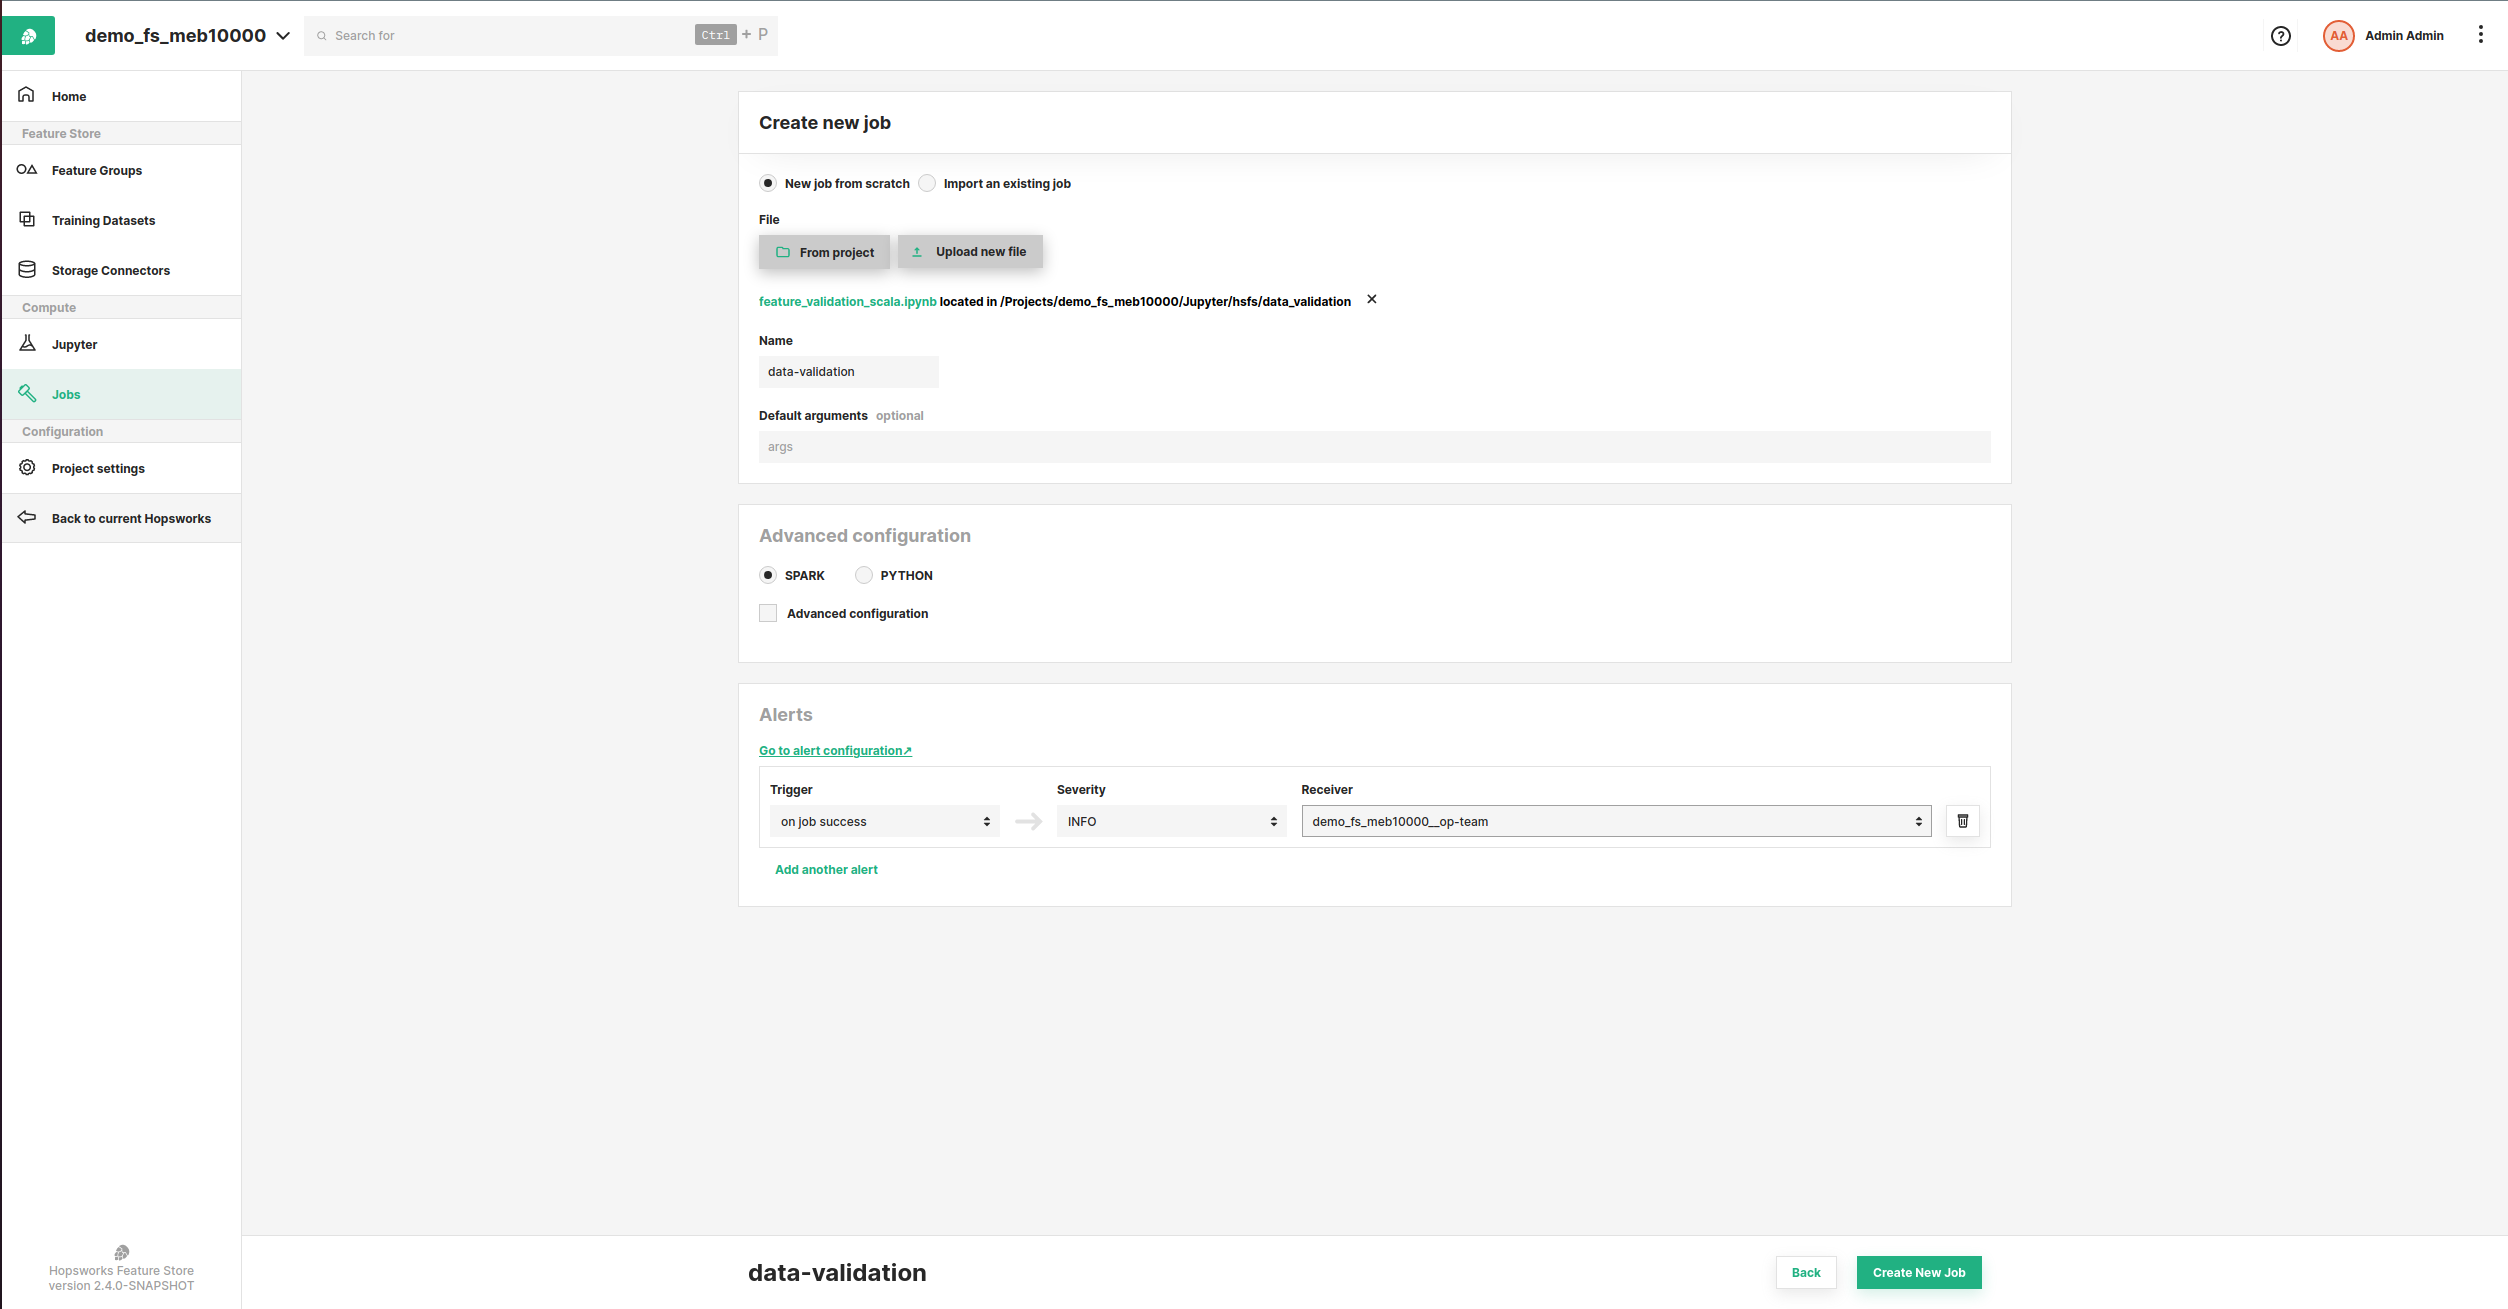 demo_fs_meb10000
Search for
Ctrl + P
AA
Admin Admin
Home
Feature Store
Feature Groups
Training Datasets
Storage Connectors
Compute
Jupyter
Jobs
Configuration
Project settings
Back to current Hopsworks
Hopsworks Feature Store
version 2.4.0-SNAPSHOT
Create new job
New job from scratch
Import an existing job
File
From project
Upload new file
feature_validation_scala.ipynb located in /Projects/demo_fs_meb10000/Jupyter/hsfs/data_validation
Name
data-validation
Default arguments optional
args
Advanced configuration
SPARK
PYTHON
Advanced configuration
Alerts
Go to alert configuration↗
Trigger
Severity
Receiver
on job success
INFO
demo_fs_meb10000__op-team
Add another alert
data-validation
Back
Create New Job